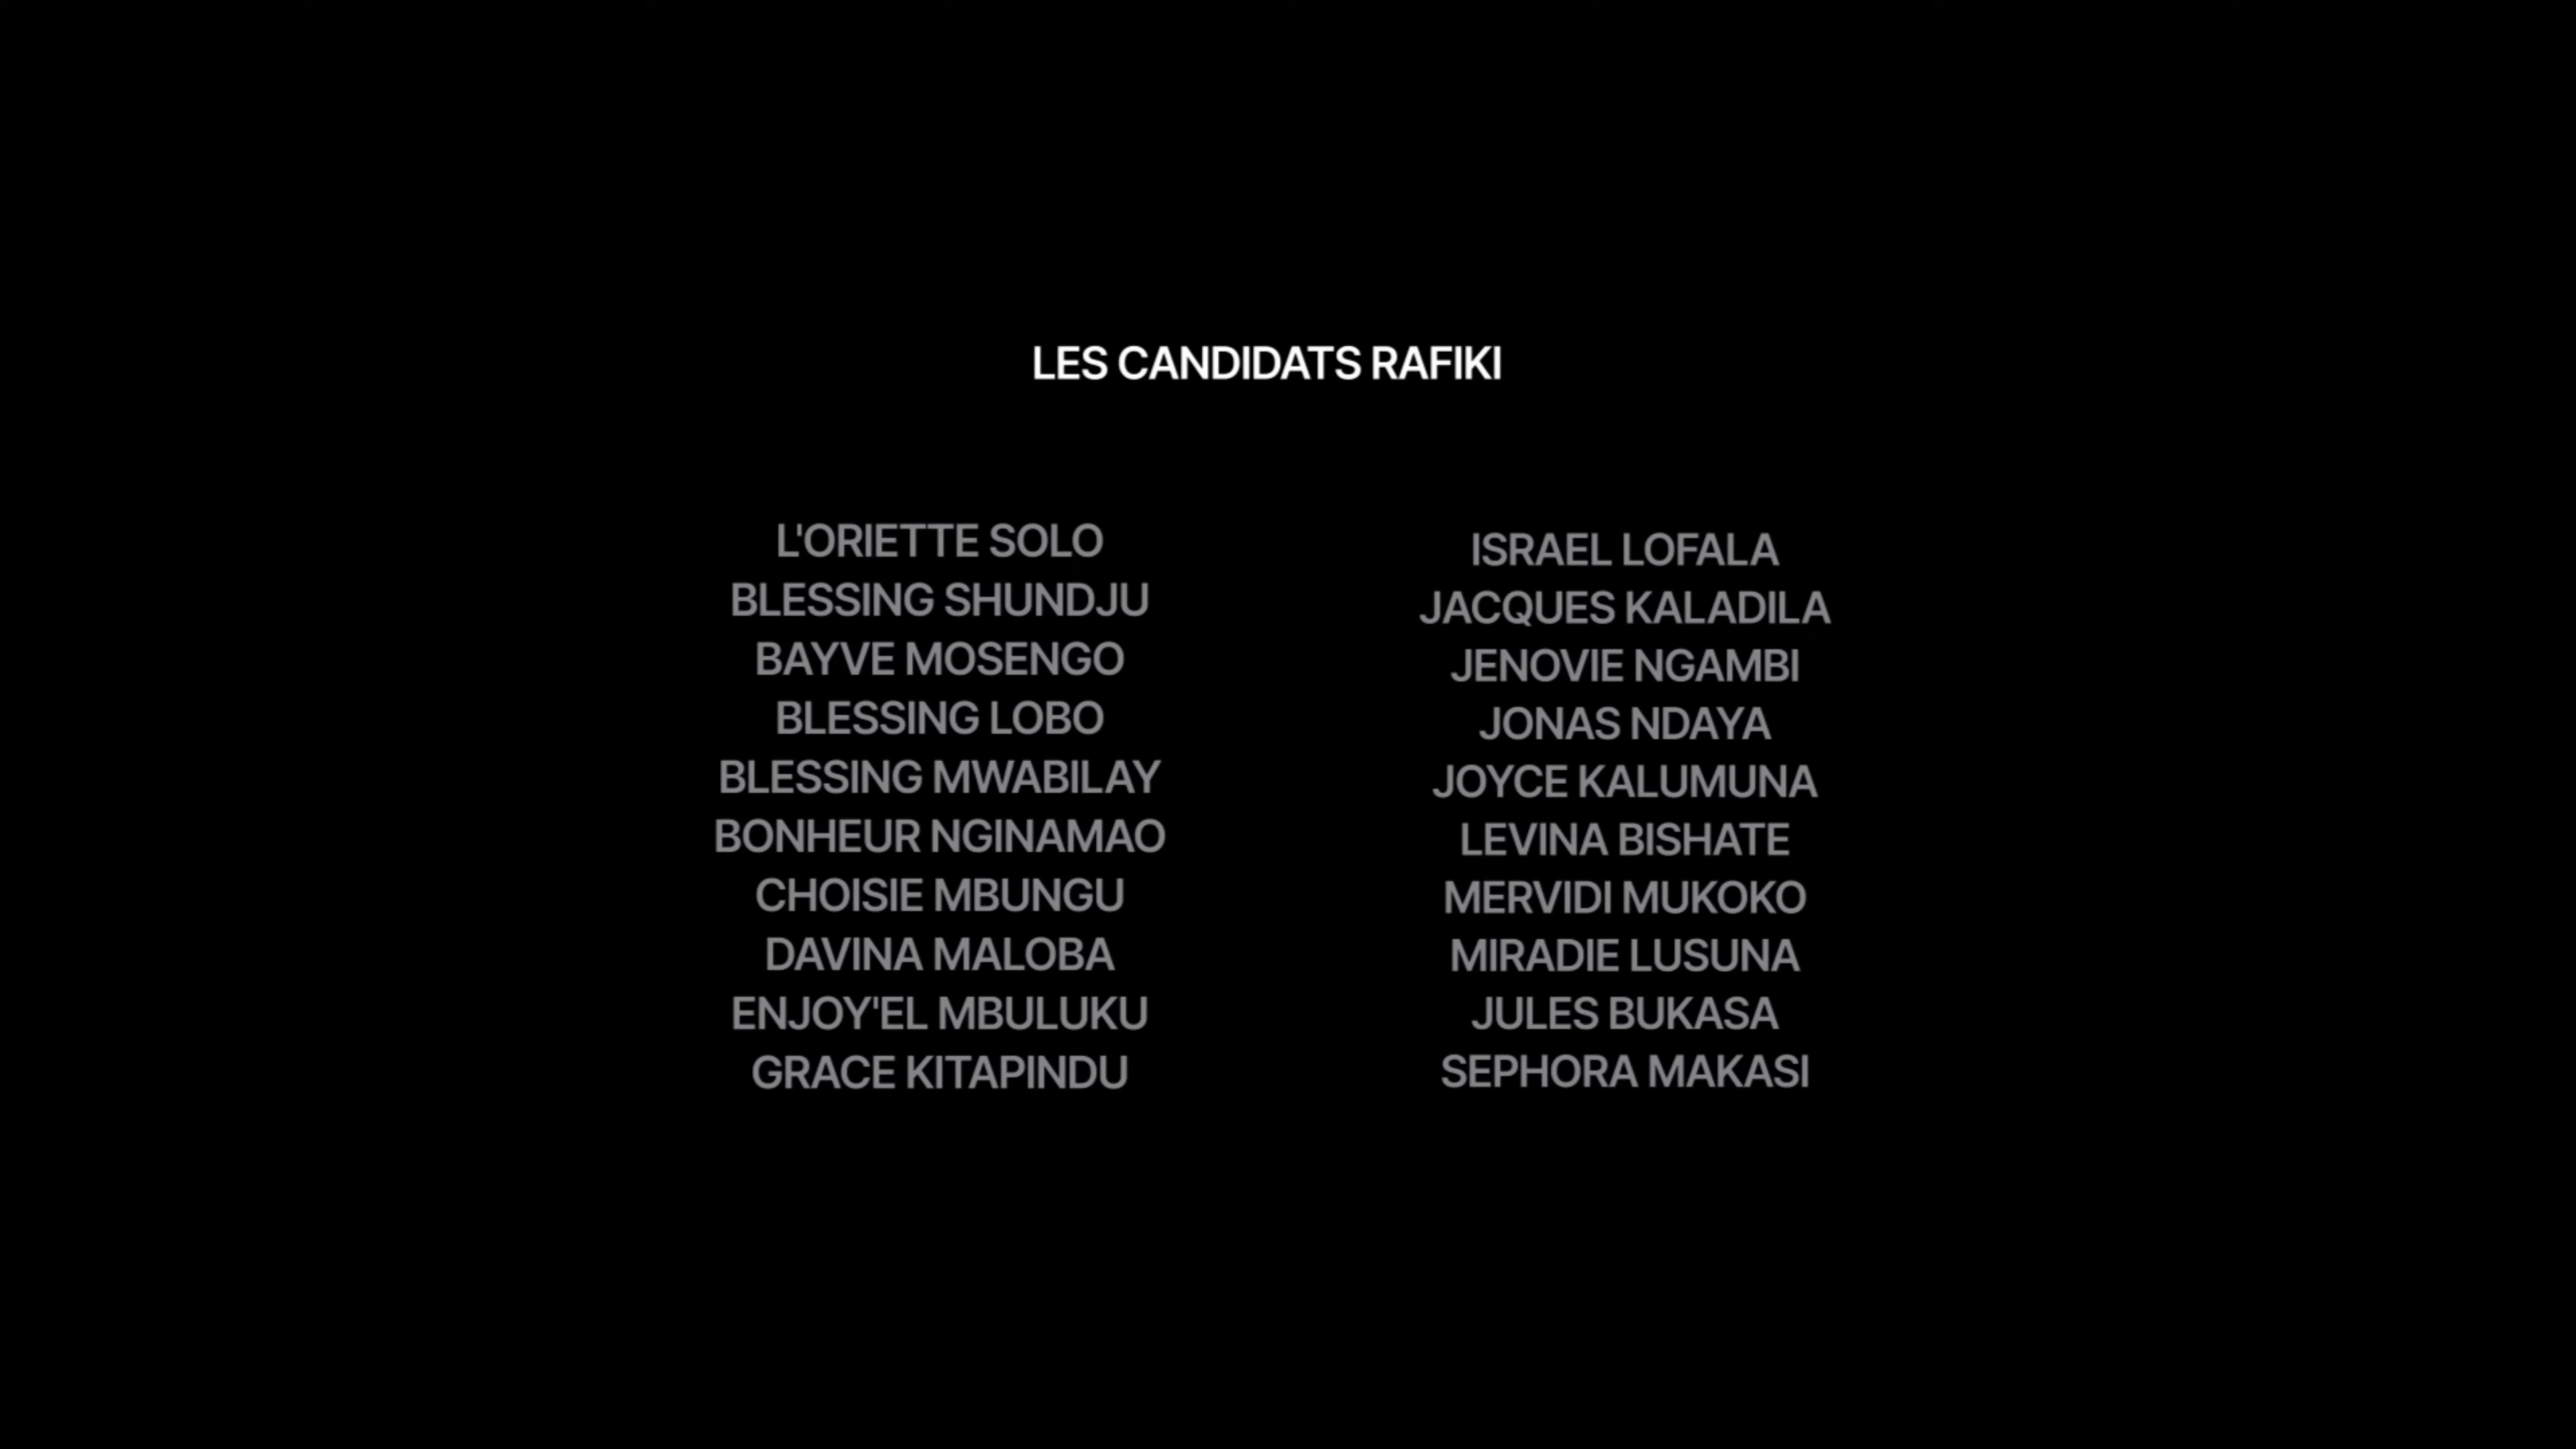 LES CANDIDATS RAFIKI
L'ORIETTE SOLO
BLESSING SHUNDJU
BAYVE MOSENGO
BLESSING LOBO
BLESSING MWABILAY
BONHEUR NGINAMAO
CHOISIE MBUNGU
DAVINA MALOBA
ENJOY'EL MBULUKU
GRACE KITAPINDU
ISRAEL LOFALA
JACQUES KALADILA
JENOVIE NGAMBI
JONAS NDAYA
JOYCE KALUMUNA
LEVINA BISHATE
MERVIDI MUKOKO
MIRADIE LUSUNA
JULES BUKASA
SEPHORA MAKASI